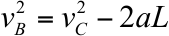 v_B^2 = v_C^2 - 2aL